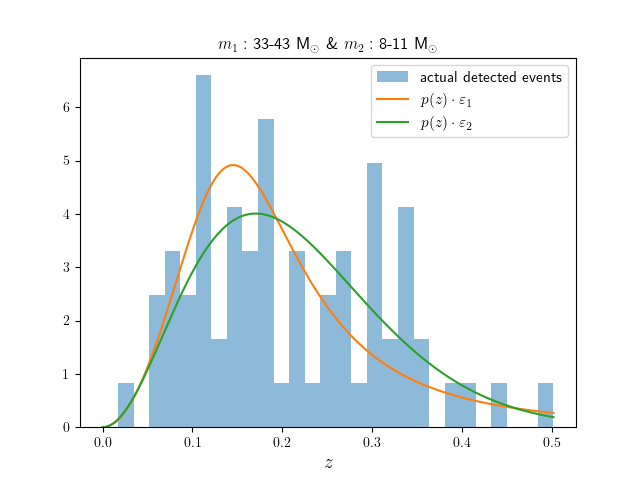 m₁ : 33-43 M⊙ & m₂ : 8-11 M⊙
actual detected events
p(z) · ε₁
p(z) · ε₂
6
5
4
3
2
1
0
0.0 0.1 0.2 0.3 0.4 0.5
z